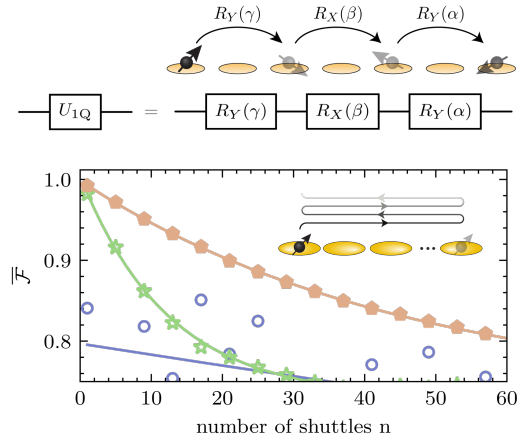 R_Y(γ) R_X(β) R_Y(α)
U_1Q = R_Y(γ) R_X(β) R_Y(α)
1.0
0.9
0.8
ℱ̿
0 10 20 30 40 50 60
number of shuttles n